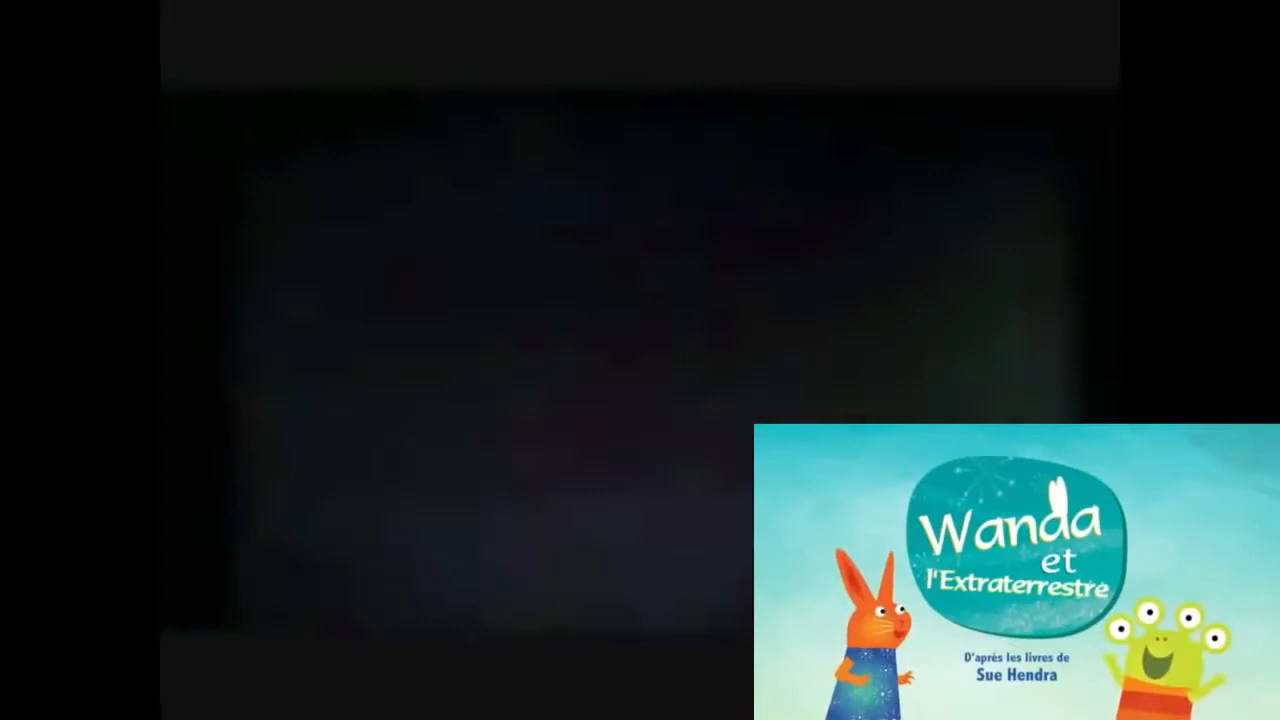 Wanda
et
l'Extraterrestre
D'après les livres de
Sue Hendra